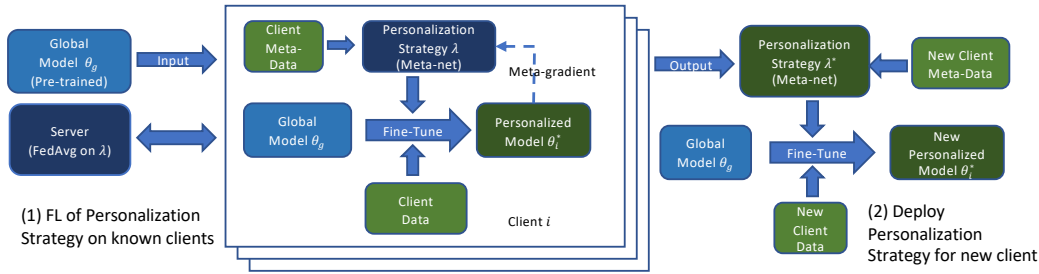 Global
Model θg
(Pre-trained)
Input
Server
(FedAvg on λ)
(1) FL of Personalization
Strategy on known clients
Client
Meta-
Data
Personalization
Strategy λ
(Meta-net)
Meta-gradient
Global
Model θg
Fine-Tune
Personalized
Model θi*
Client
Data
Client i
Output
Personalization
Strategy λ*
(Meta-net)
New Client
Meta-Data
Global
Model θg
Fine-Tune
New
Personalized
Model θi*
New
Client
Data
(2) Deploy
Personalization
Strategy for new client